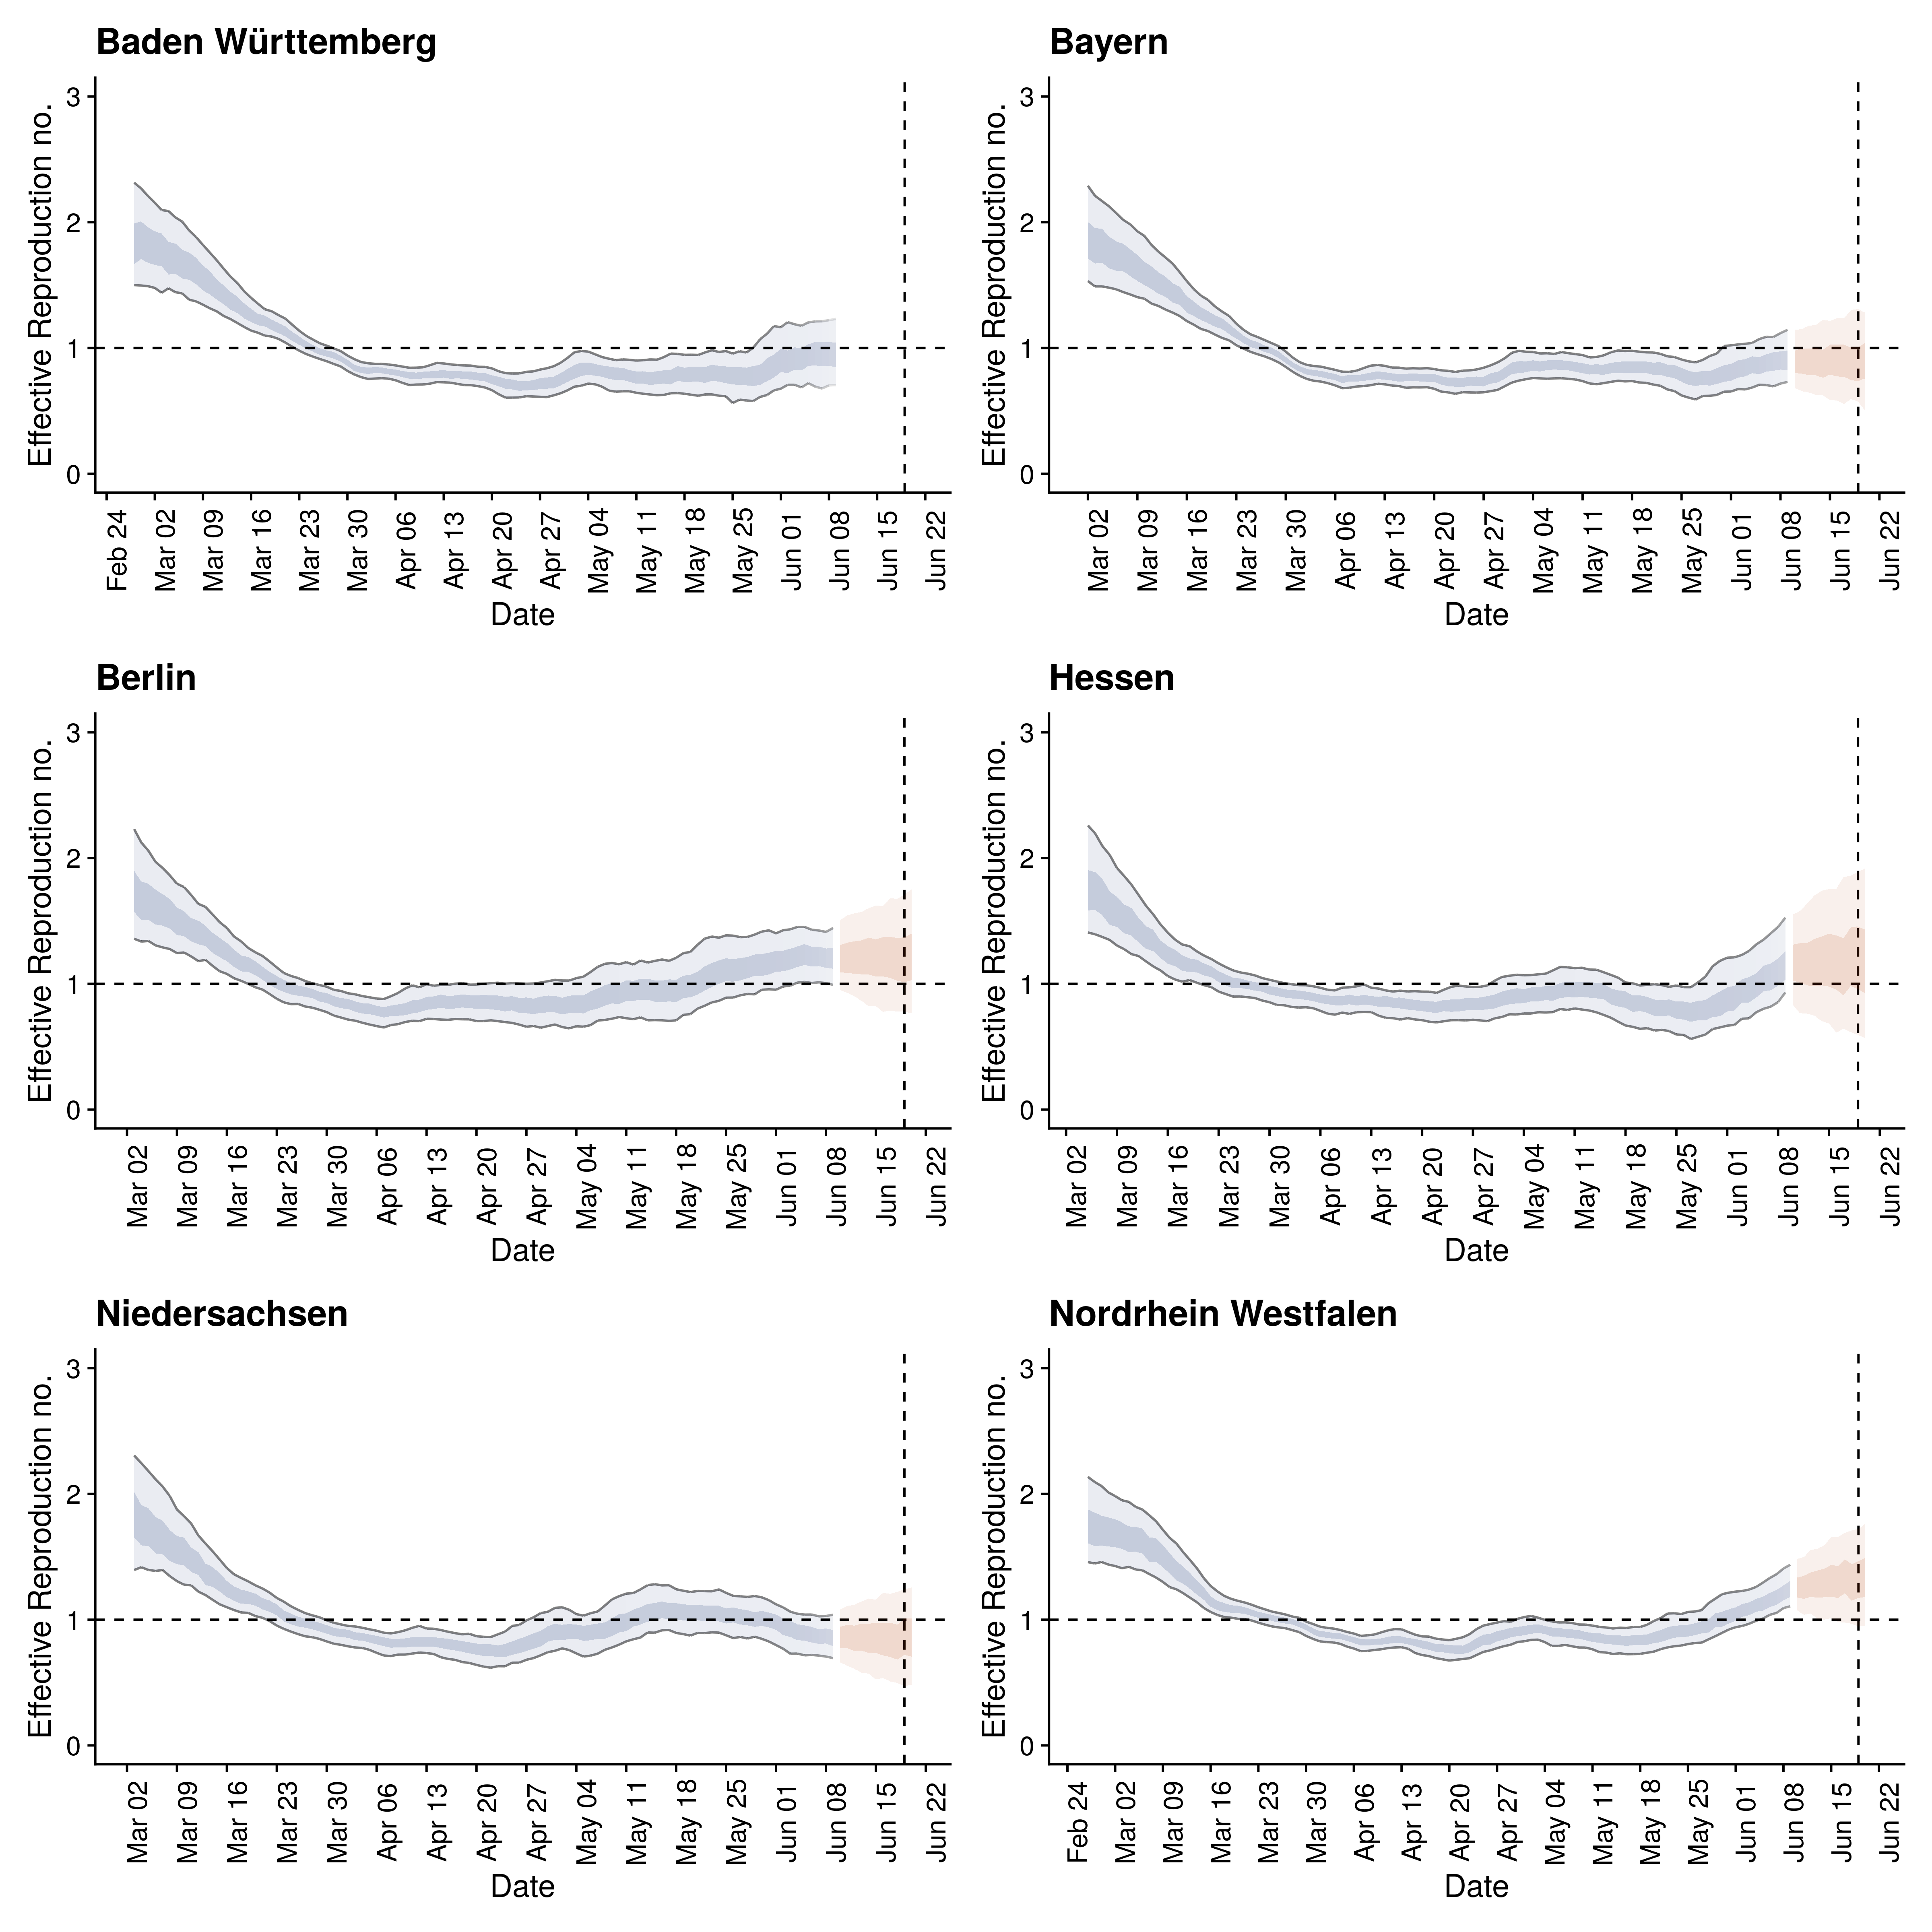 Baden Württemberg
Effective Reproduction no.
3
2
1
0
Feb 24 Mar 02 Mar 09 Mar 16 Mar 23 Mar 30 Apr 06 Apr 13 Apr 20 Apr 27 May 04 May 11 May 18 May 25 Jun 01 Jun 08 Jun 15 Jun 22
Date
Bayern
Effective Reproduction no.
3
2
1
0
Mar 02 Mar 09 Mar 16 Mar 23 Mar 30 Apr 06 Apr 13 Apr 20 Apr 27 May 04 May 11 May 18 May 25 Jun 01 Jun 08 Jun 15 Jun 22
Date
Berlin
Effective Reproduction no.
3
2
1
0
Mar 02 Mar 09 Mar 16 Mar 23 Mar 30 Apr 06 Apr 13 Apr 20 Apr 27 May 04 May 11 May 18 May 25 Jun 01 Jun 08 Jun 15 Jun 22
Date
Hessen
Effective Reproduction no.
3
2
1
0
Mar 02 Mar 09 Mar 16 Mar 23 Mar 30 Apr 06 Apr 13 Apr 20 Apr 27 May 04 May 11 May 18 May 25 Jun 01 Jun 08 Jun 15 Jun 22
Date
Niedersachsen
Effective Reproduction no.
3
2
1
0
Mar 02 Mar 09 Mar 16 Mar 23 Mar 30 Apr 06 Apr 13 Apr 20 Apr 27 May 04 May 11 May 18 May 25 Jun 01 Jun 08 Jun 15 Jun 22
Date
Nordrhein Westfalen
Effective Reproduction no.
3
2
1
0
Feb 24 Mar 02 Mar 09 Mar 16 Mar 23 Mar 30 Apr 06 Apr 13 Apr 20 Apr 27 May 04 May 11 May 18 May 25 Jun 01 Jun 08 Jun 15 Jun 22
Date